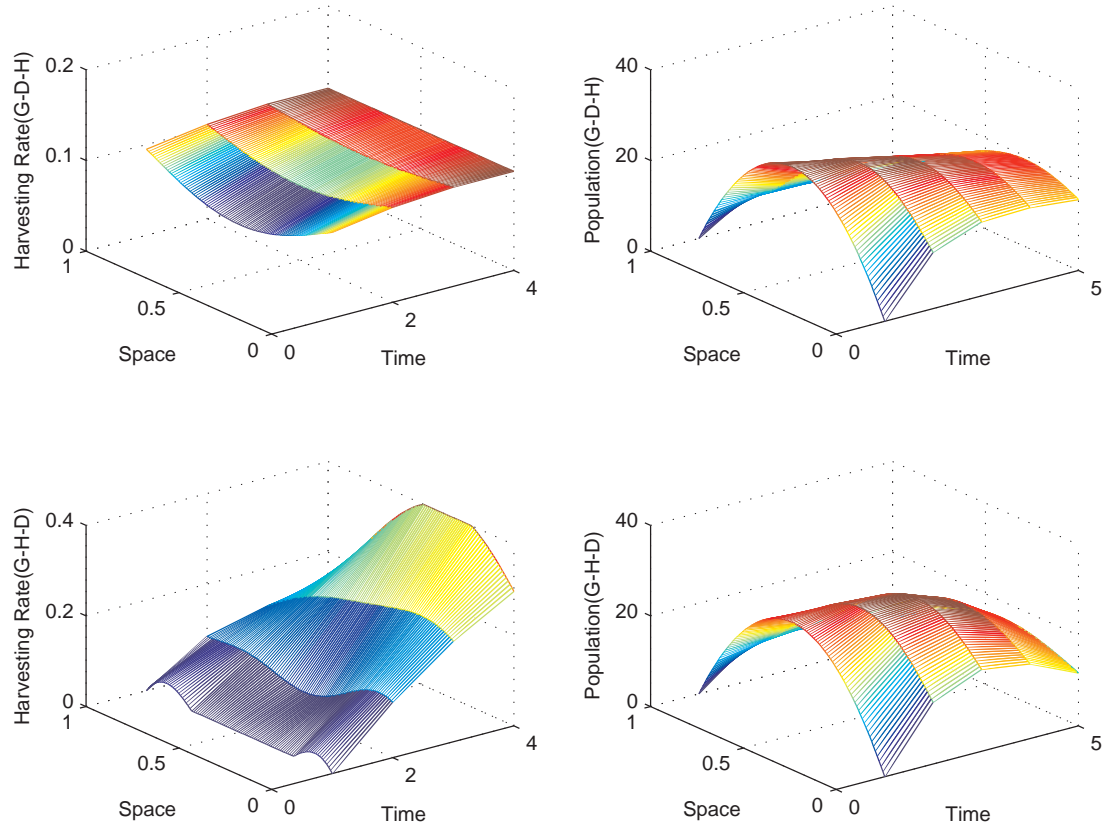 0.2
0.1
0
Harvesting Rate(G-D-H)
1
0.5
0
Space
0
2
4
Time
40
20
0
Population(G-D-H)
1
0.5
0
Space
0
5
Time
0.4
0.2
0
Harvesting Rate(G-H-D)
1
0.5
0
Space
0
2
4
Time
40
20
0
Population(G-H-D)
1
0.5
0
Space
0
5
Time